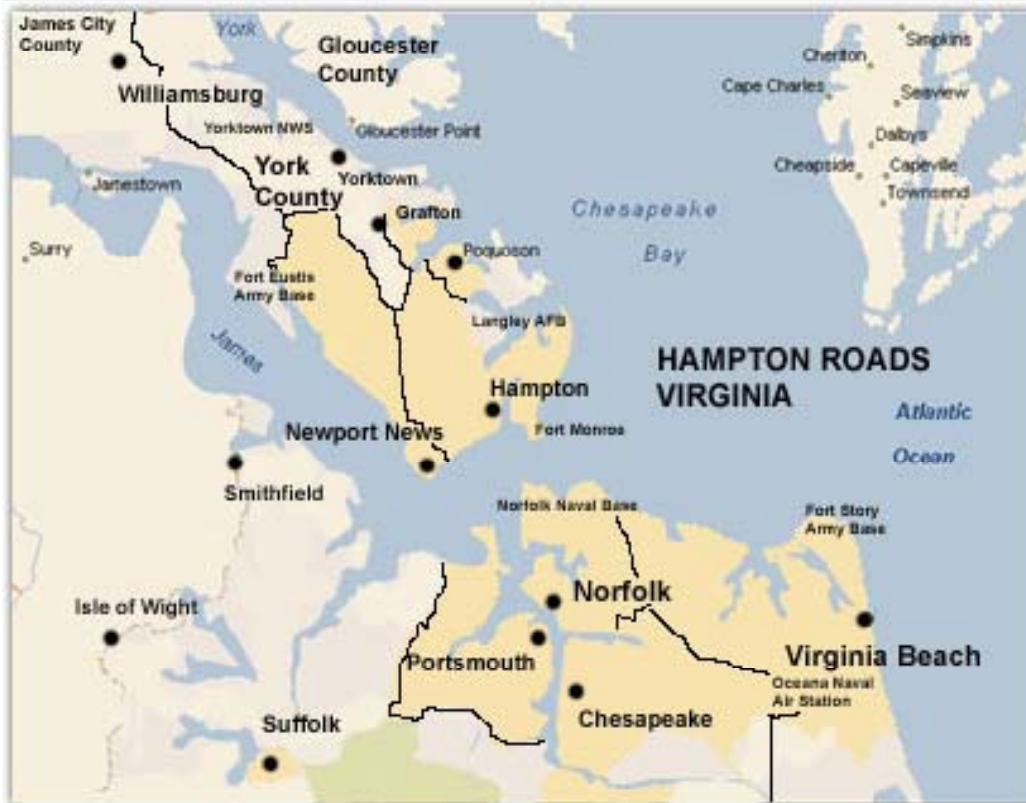 James City
County
York
Gloucester
County
Simpkins
Cheriton
Cape Charles
Seaview
Williamsburg
Yorktown NWS
Gloucester Point
Dalbys
York
County
Yorktown
Cheapside
Capeville
Jamestown
Townsend
Grafton
Chesapeake
Bay
Surry
Poquoson
Fort Eustis
Army Base
Langley AFB
James
HAMPTON ROADS
VIRGINIA
Hampton
Atlantic
Ocean
Newport News
Fort Monroe
Smithfield
Norfolk Naval Base
Fort Story
Army Base
Norfolk
Isle of Wight
Portsmouth
Virginia Beach
Oceana Naval
Air Station
Chesapeake
Suffolk